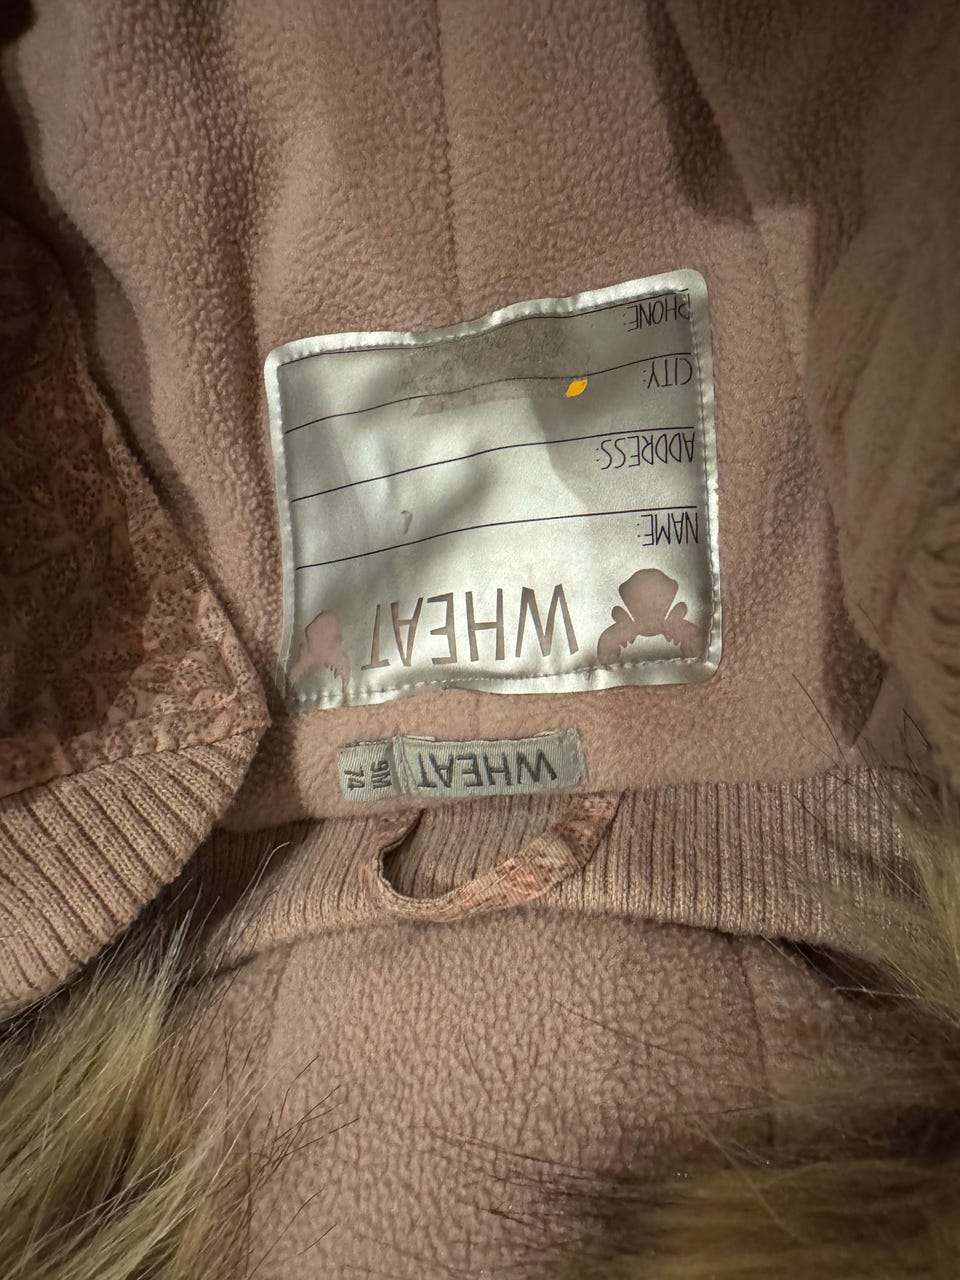 WHEAT
NAME:
ADDRESS:
CITY:
PHONE:
WHEAT
9M
74